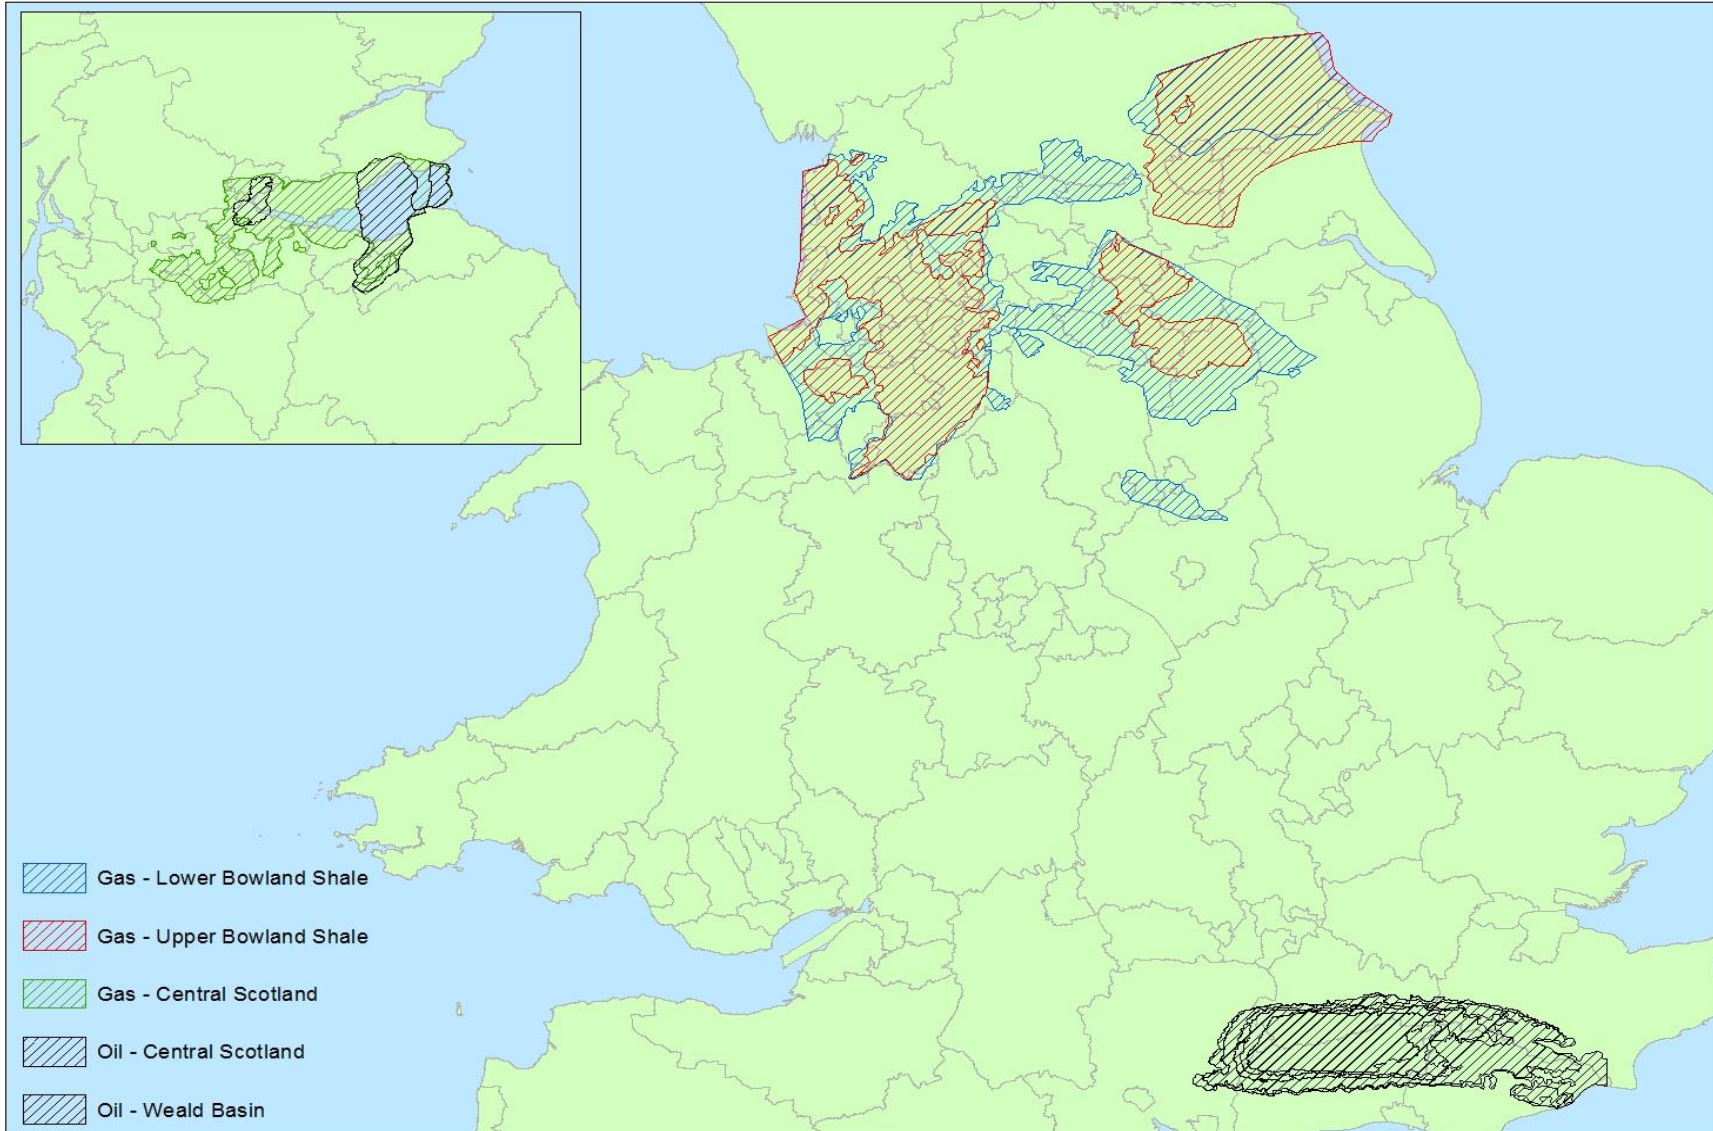 Gas - Lower Bowland Shale
Gas - Upper Bowland Shale
Gas - Central Scotland
Oil - Central Scotland
Oil - Weald Basin